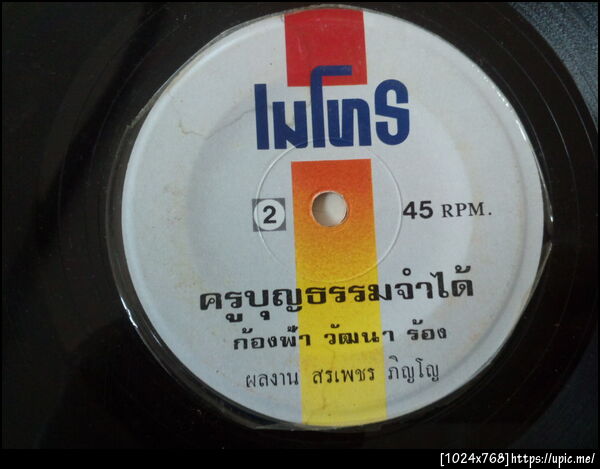 เมโทร
2
45 RPM.
ครูบุญธรรมจำได้
ก้องฟ้า วัฒนา ร้อง
ผลงาน สรเพชร ภิญโญ
[1024x768]https://upic.me/